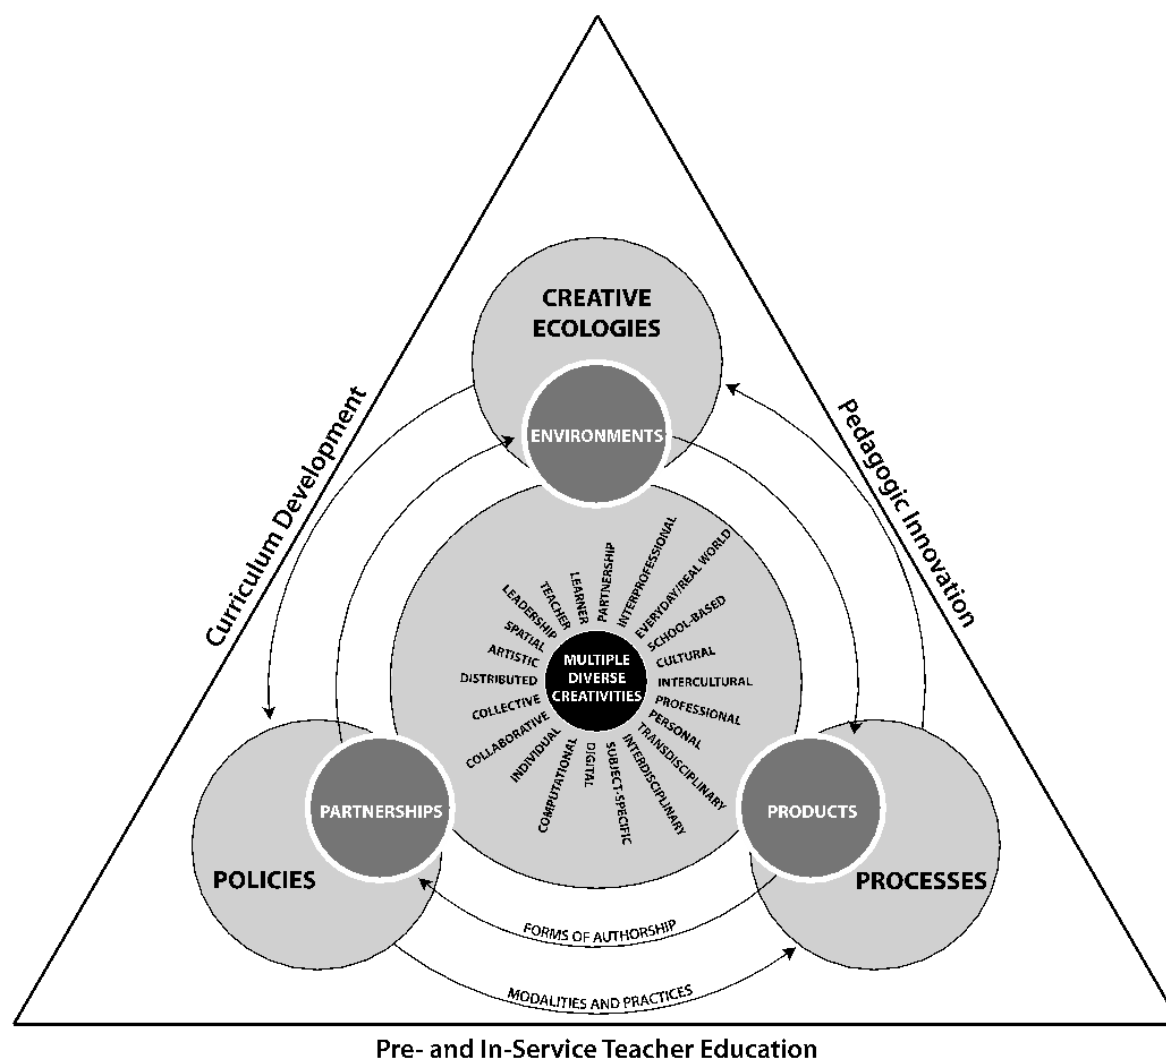 CREATIVE
ECOLOGIES
ENVIRONMENTS
Curriculum Development
Pedagogic Innovation
MULTIPLE
DIVERSE
CREATIVITIES
PARTNERSHIP
INTERPROFESSIONAL
EVERYDAY/REAL WORLD
SCHOOL-BASED
CULTURAL
INTERCULTURAL
PROFESSIONAL
PERSONAL
TRANSDISCIPLINARY
INTERDISCIPLINARY
SUBJECT-SPECIFIC
DIGITAL
COMPUTATIONAL
INDIVIDUAL
COLLABORATIVE
COLLECTIVE
DISTRIBUTED
ARTISTIC
SPATIAL
LEADERSHIP
TEACHER
LEARNER
PARTNERSHIPS
POLICIES
PRODUCTS
PROCESSES
FORMS OF AUTHORSHIP
MODALITIES AND PRACTICES
Pre- and In-Service Teacher Education